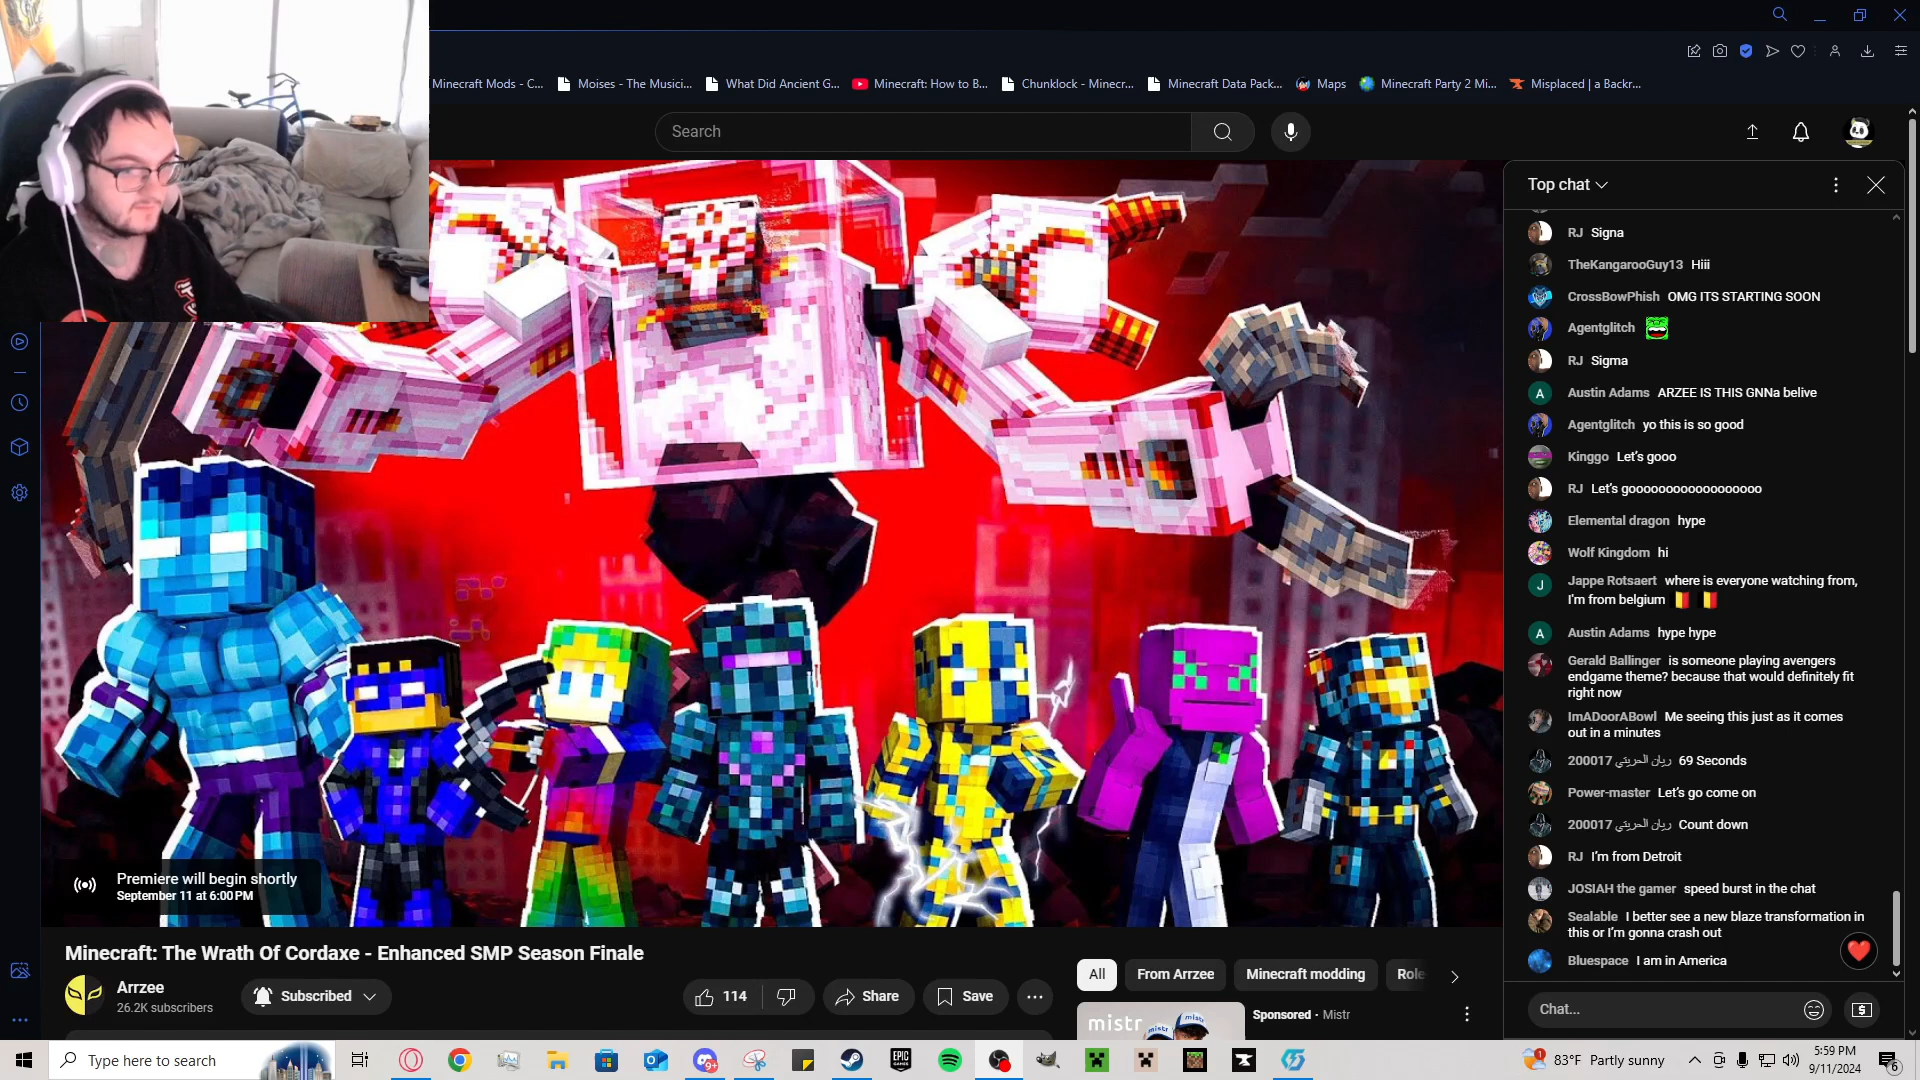 Minecraft Mods - C...
Moises - The Musici...
What Did Ancient G...
Minecraft: How to B...
Chunklock - Minecr...
Minecraft Data Pack...
Maps
Minecraft Party 2 Mi...
Misplaced | a Backr...
Search
Top chat
RJ Signa
TheKangarooGuy13 Hiii
CrossBowPhish OMG ITS STARTING SOON
Agentglitch
RJ Sigma
A Austin Adams ARZEE IS THIS GNNa belive
Agentglitch yo this is so good
Kinggo Let's gooo
RJ Let's goooooooooooooooooo
Elemental dragon hype
Wolf Kingdom hi
J Jappe Rotsaert where is everyone watching from,
I'm from belgium
A Austin Adams hype hype
Gerald Ballinger is someone playing avengers
endgame theme? because that would definitely fit
right now
ImADoorABowl Me seeing this just as it comes
out in a minutes
200017 ريان الحريتي 69 Seconds
Power-master Let's go come on
200017 ريان الحريتي Count down
RJ I'm from Detroit
JOSIAH the gamer speed burst in the chat
Sealable I better see a new blaze transformation in
this or I'm gonna crash out
Bluespace I am in America
Chat...
Premiere will begin shortly
September 11 at 6:00 PM
Minecraft: The Wrath Of Cordaxe - Enhanced SMP Season Finale
Arrzee
26.2K subscribers
Subscribed
114
Share
Save
All
From Arrzee
Minecraft modding
Role
mistr
Sponsored · Mistr
Type here to search
9+
EPIC
GAMES
1
83°F Partly sunny
5:59 PM
9/11/2024
6